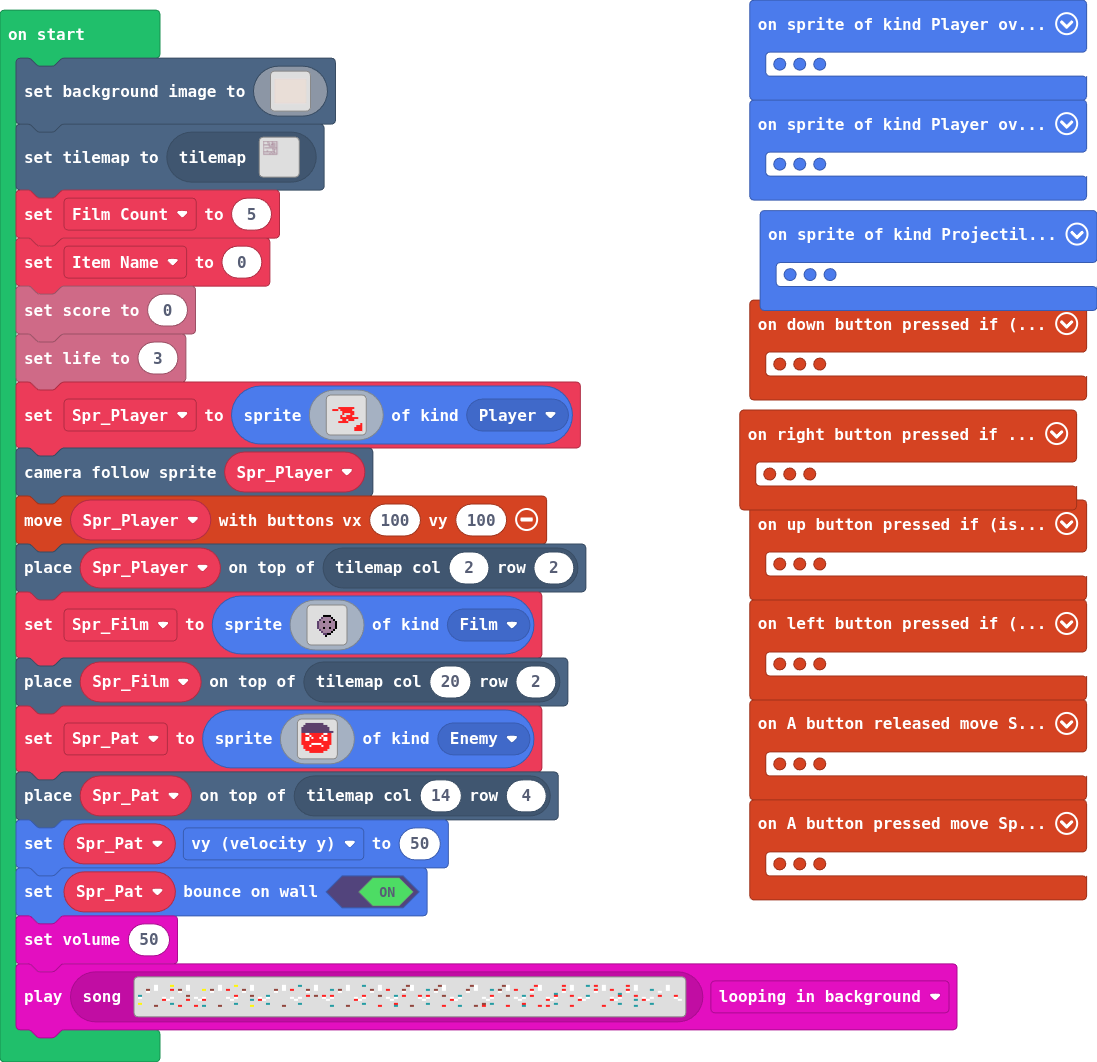 on start
set background image to
set tilemap to tilemap
set Film Count to 5
set Item Name to 0
set score to 0
set life to 3
set Spr_Player to sprite of kind Player
camera follow sprite Spr_Player
move Spr_Player with buttons vx 100 vy 100
place Spr_Player on top of tilemap col 2 row 2
set Spr_Film to sprite of kind Film
place Spr_Film on top of tilemap col 20 row 2
set Spr_Pat to sprite of kind Enemy
place Spr_Pat on top of tilemap col 14 row 4
set Spr_Pat vy (velocity y) to 50
set Spr_Pat bounce on wall ON
set volume 50
play song looping in background
on sprite of kind Player ov...
on sprite of kind Player ov...
on sprite of kind Projectil...
on down button pressed if (...
on right button pressed if ...
on up button pressed if (is...
on left button pressed if (...
on A button released move S...
on A button pressed move Sp...